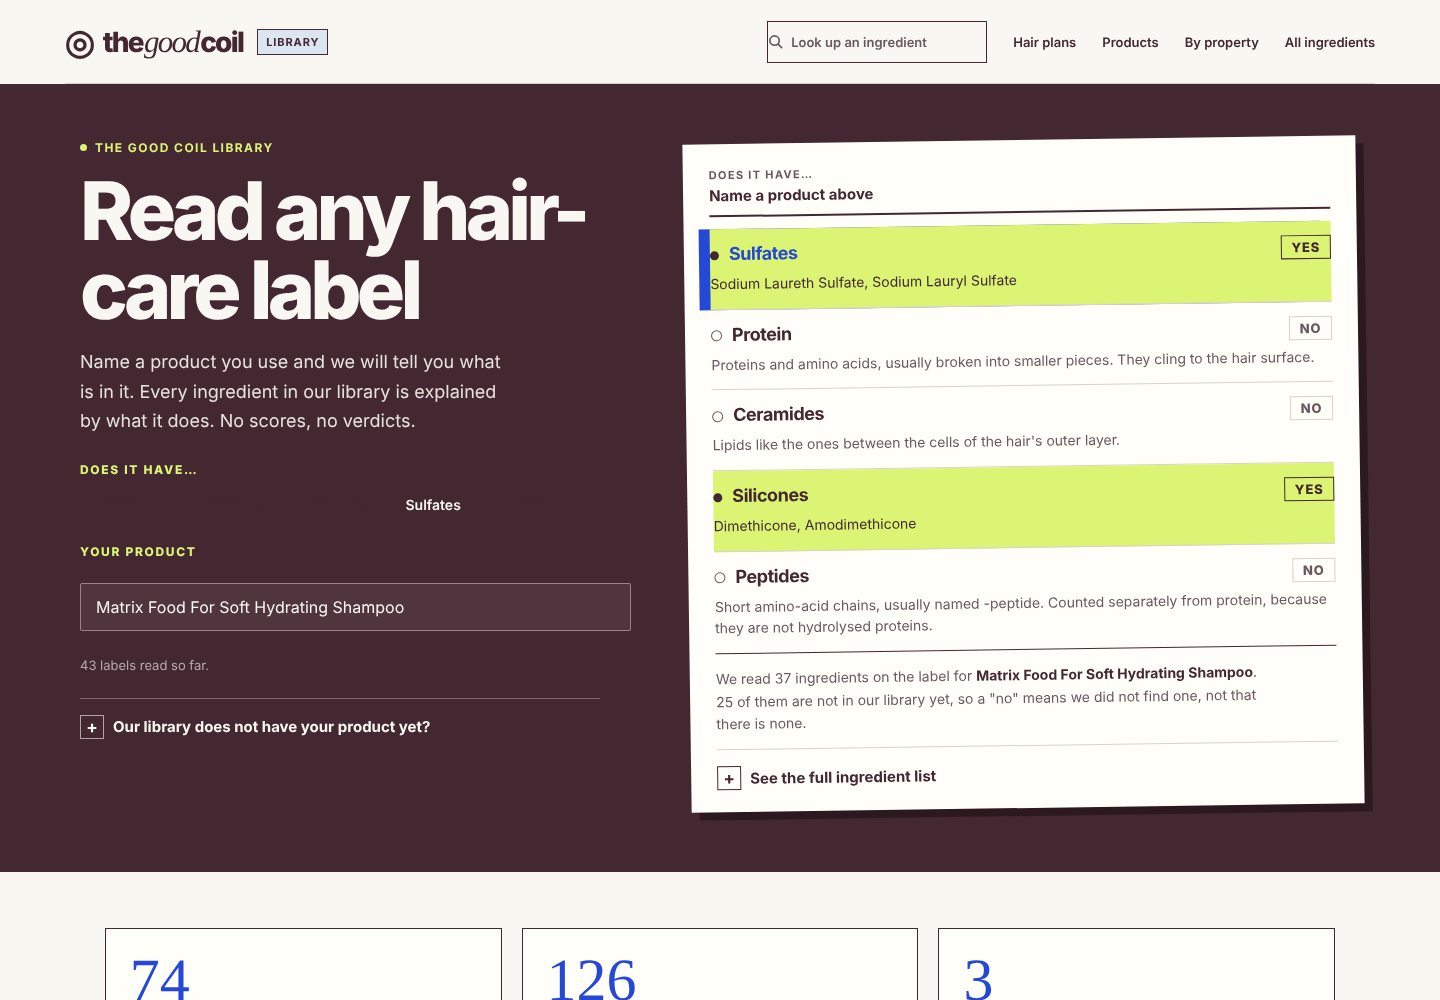 thegoodcoil LIBRARY
Look up an ingredient
Hair plans
Products
By property
All ingredients
THE GOOD COIL LIBRARY
Read any hair-
care label
Name a product you use and we will tell you what
is in it. Every ingredient in our library is explained
by what it does. No scores, no verdicts.
DOES IT HAVE...
Sulfates
YOUR PRODUCT
Matrix Food For Soft Hydrating Shampoo
43 labels read so far.
+ Our library does not have your product yet?
DOES IT HAVE...
Name a product above
Sulfates YES
Sodium Laureth Sulfate, Sodium Lauryl Sulfate
Protein NO
Proteins and amino acids, usually broken into smaller pieces. They cling to the hair surface.
Ceramides NO
Lipids like the ones between the cells of the hair's outer layer.
Silicones YES
Dimethicone, Amodimethicone
Peptides NO
Short amino-acid chains, usually named -peptide. Counted separately from protein, because
they are not hydrolysed proteins.
We read 37 ingredients on the label for Matrix Food For Soft Hydrating Shampoo.
25 of them are not in our library yet, so a "no" means we did not find one, not that
there is none.
+ See the full ingredient list
74
126
3